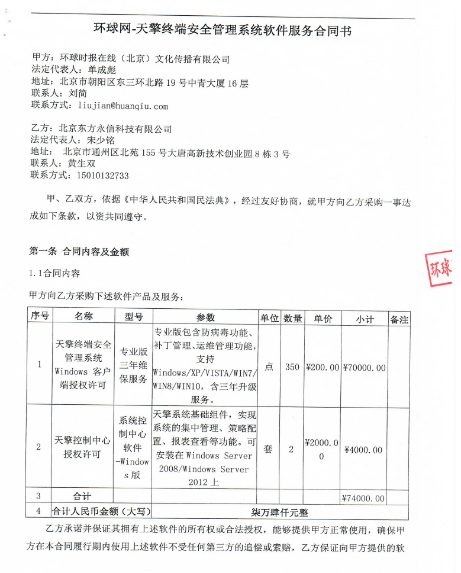 环球网-天擎终端安全管理系统软件服务合同书
甲方：环球时报在线（北京）文化传播有限公司
法定代表人：单成彪
地址：北京市朝阳区东三环北路 19 号中青大厦 16 层
联系人：刘简
联系方式：liujian@huanqiu.com
乙方：北京东方永信科技有限公司
法定代表人：宋少铭
地址： 北京市通州区北苑 155 号大唐高新技术创业园 8 栋 3 号
联系人：黄生双
联系方式：15010132733
甲、乙双方，依据《中华人民共和国民法典》，经过友好协商，就甲方向乙方采购一事达
成如下条款，以资共同遵守。
第一条 合同内容及金额
1.1合同内容
甲方向乙方采购下述软件产品及服务：
序号 名称 型号 参数 单位 数量 单价 小计 备注
1 天擎终端安全管理系统 Windows 客户端授权许可 专业版三年维保服务 专业版包含防病毒功能、补丁管理、运维管理功能，支持 Windows/XP/VISTA/WIN7/WIN8/WIN10，含三年升级服务。 点 350 ¥200.00 ¥70000.00
2 天擎控制中心授权许可 系统控制中心软件-Windows 版 天擎系统基础组件，实现系统的集中管理、策略配置、报表查看等功能。可安装在 Windows Server 2008/Windows Server 2012 上 套 2 ¥2000.00 ¥4000.00
3 合计 ¥74000.00
4 合计人民币金额（大写） 柒万肆仟元整
乙方承诺并保证其拥有上述软件的所有权或合法授权，能够提供甲方正常使用，确保甲
方在本合同履行期内使用上述软件不受任何第三方的追偿或索赔，乙方保证向甲方提供的软
环球